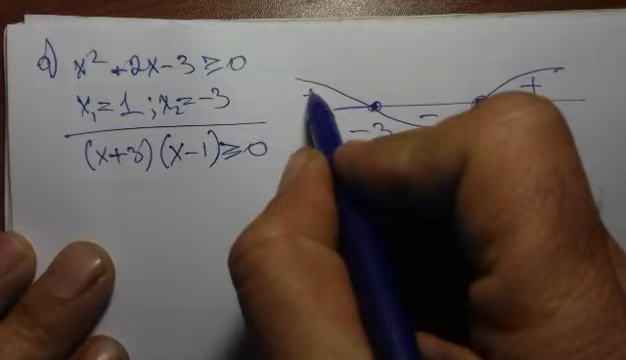 a) x² + 2x - 3 ≥ 0
x₁ = 1 ; x₂ = -3
(x+3)(x-1) ≥ 0
- +
-3